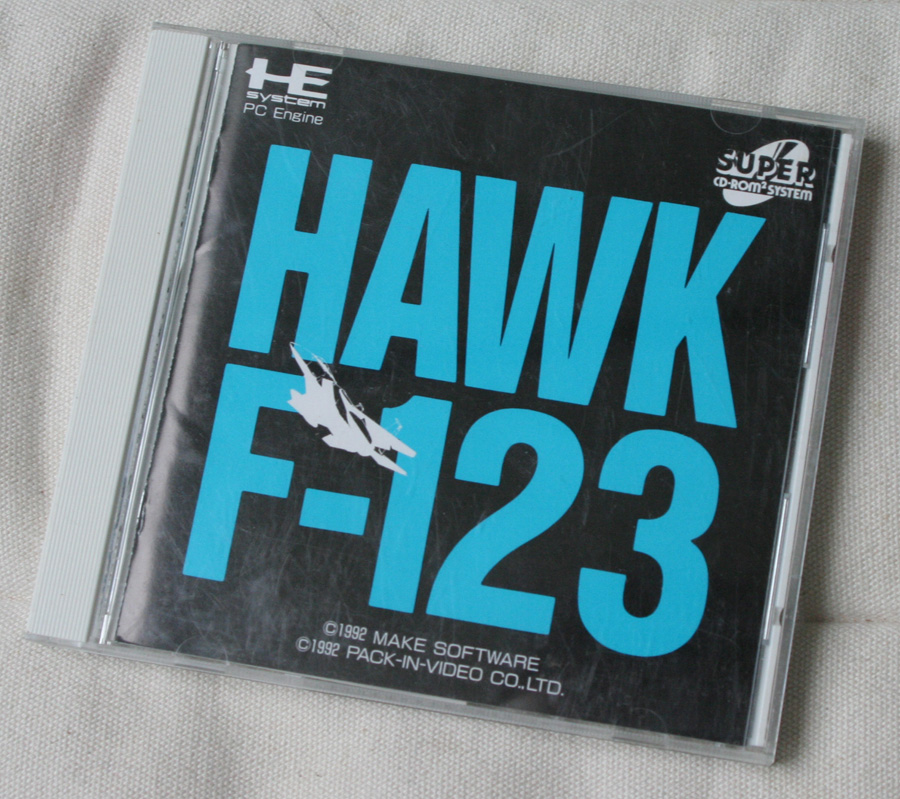 HE
system
PC Engine
SUPER
CD-ROM² SYSTEM
HAWK
F-123
©1992 MAKE SOFTWARE
©1992 PACK-IN-VIDEO CO.,LTD.